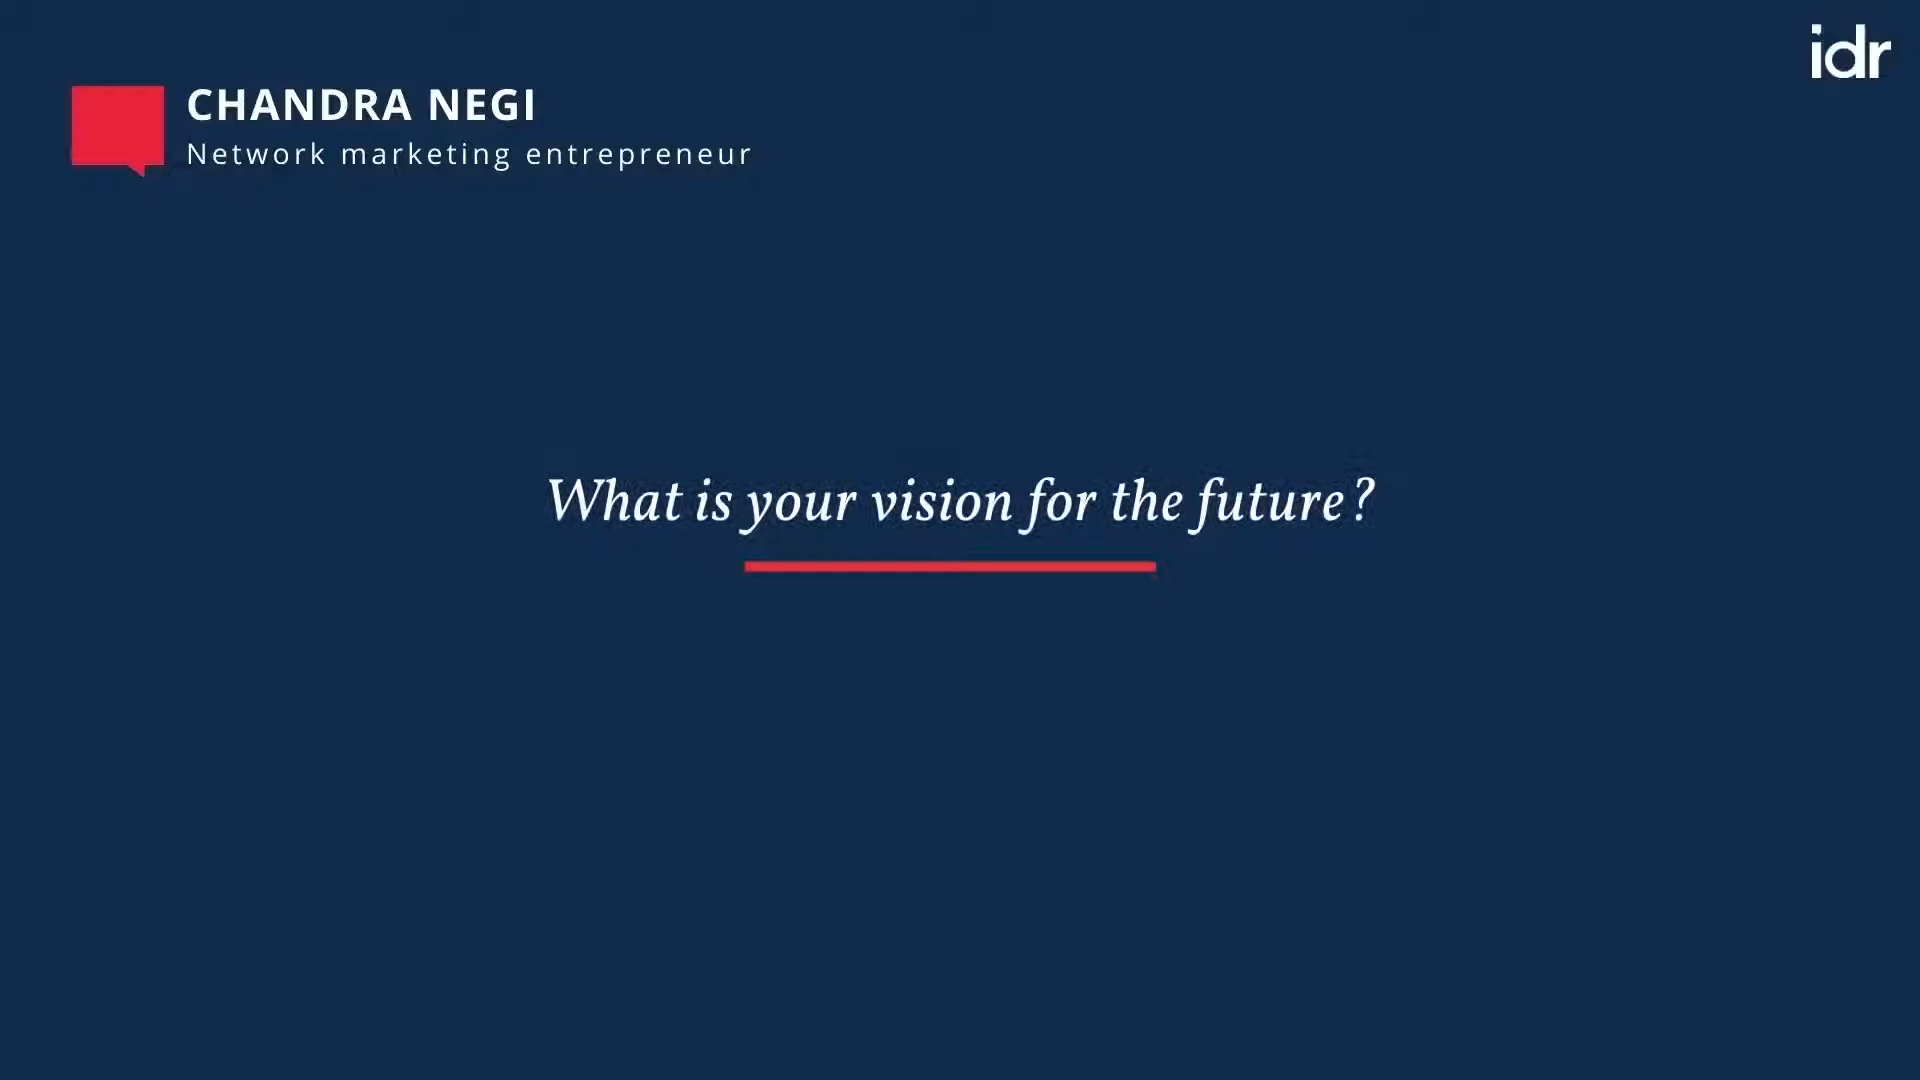 idr
CHANDRA NEGI
Network marketing entrepreneur
What is your vision for the future?